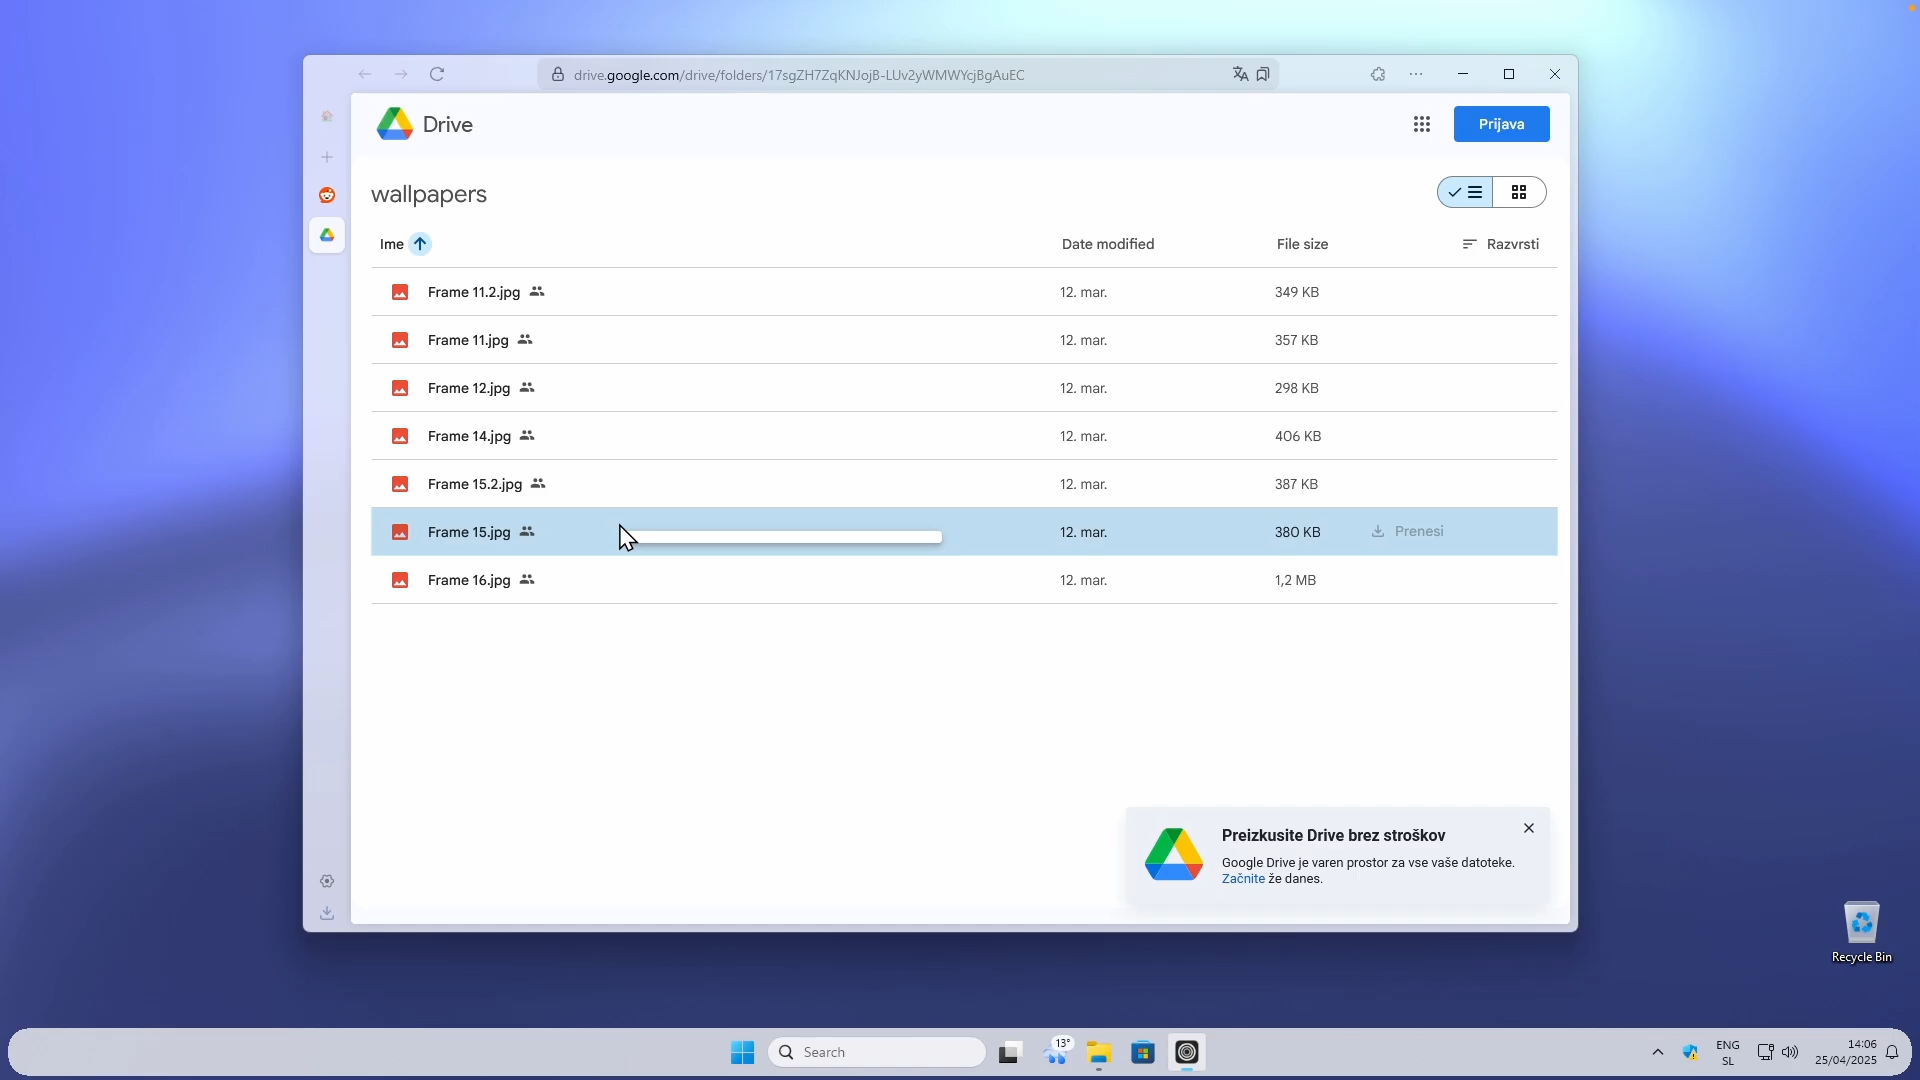 drive.google.com/drive/folders/17sgZH7ZqKNJojB-LUv2yWMWYcjBgAuEC
Drive
Prijava
wallpapers
Ime Date modified File size Razvrsti
Frame 11.2.jpg 12. mar. 349 KB
Frame 11.jpg 12. mar. 357 KB
Frame 12.jpg 12. mar. 298 KB
Frame 14.jpg 12. mar. 406 KB
Frame 15.2.jpg 12. mar. 387 KB
Frame 15.jpg 12. mar. 380 KB Prenesi
Frame 16.jpg 12. mar. 1,2 MB
Preizkusite Drive brez stroškov
Google Drive je varen prostor za vse vaše datoteke.
Začnite že danes.
Recycle Bin
Search
13°
ENG
SL
14:06
25/04/2025